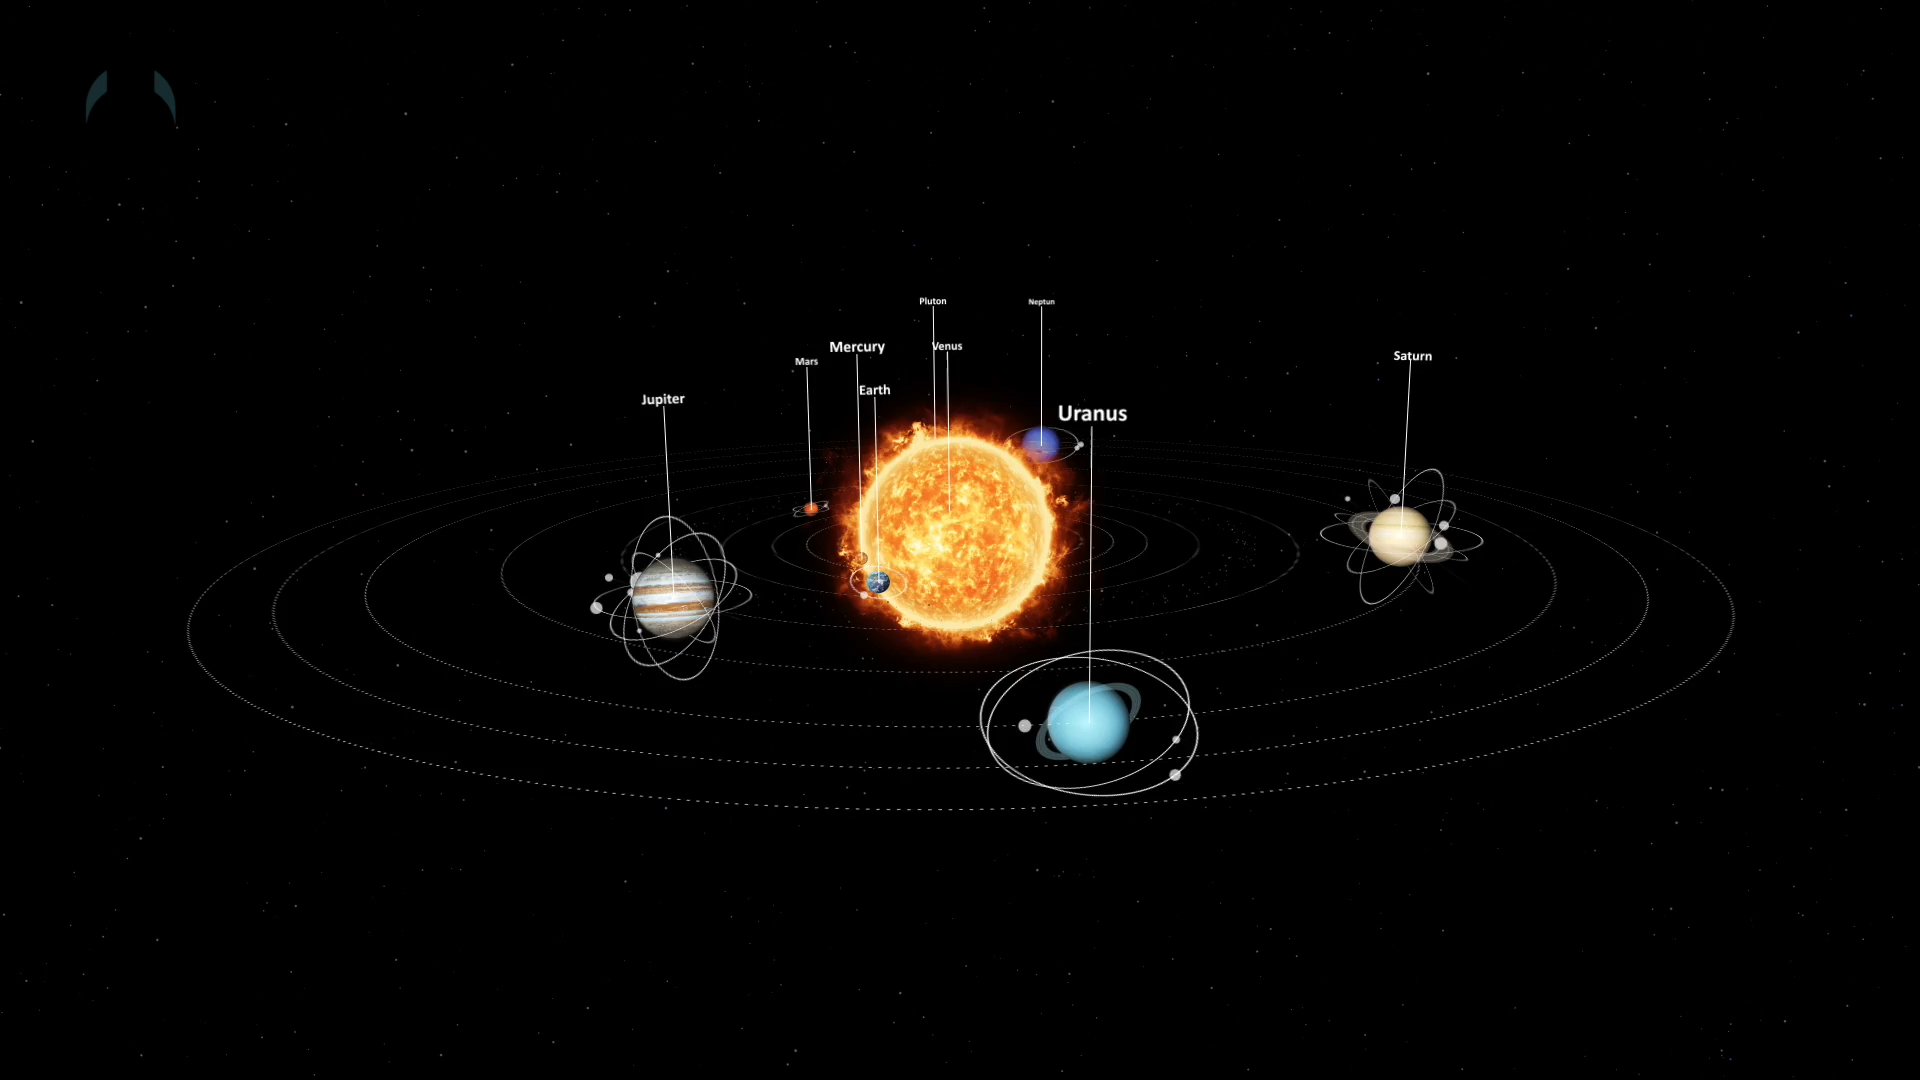 Pluton
Neptun
Mercury
Venus
Mars
Saturn
Earth
Jupiter
Uranus